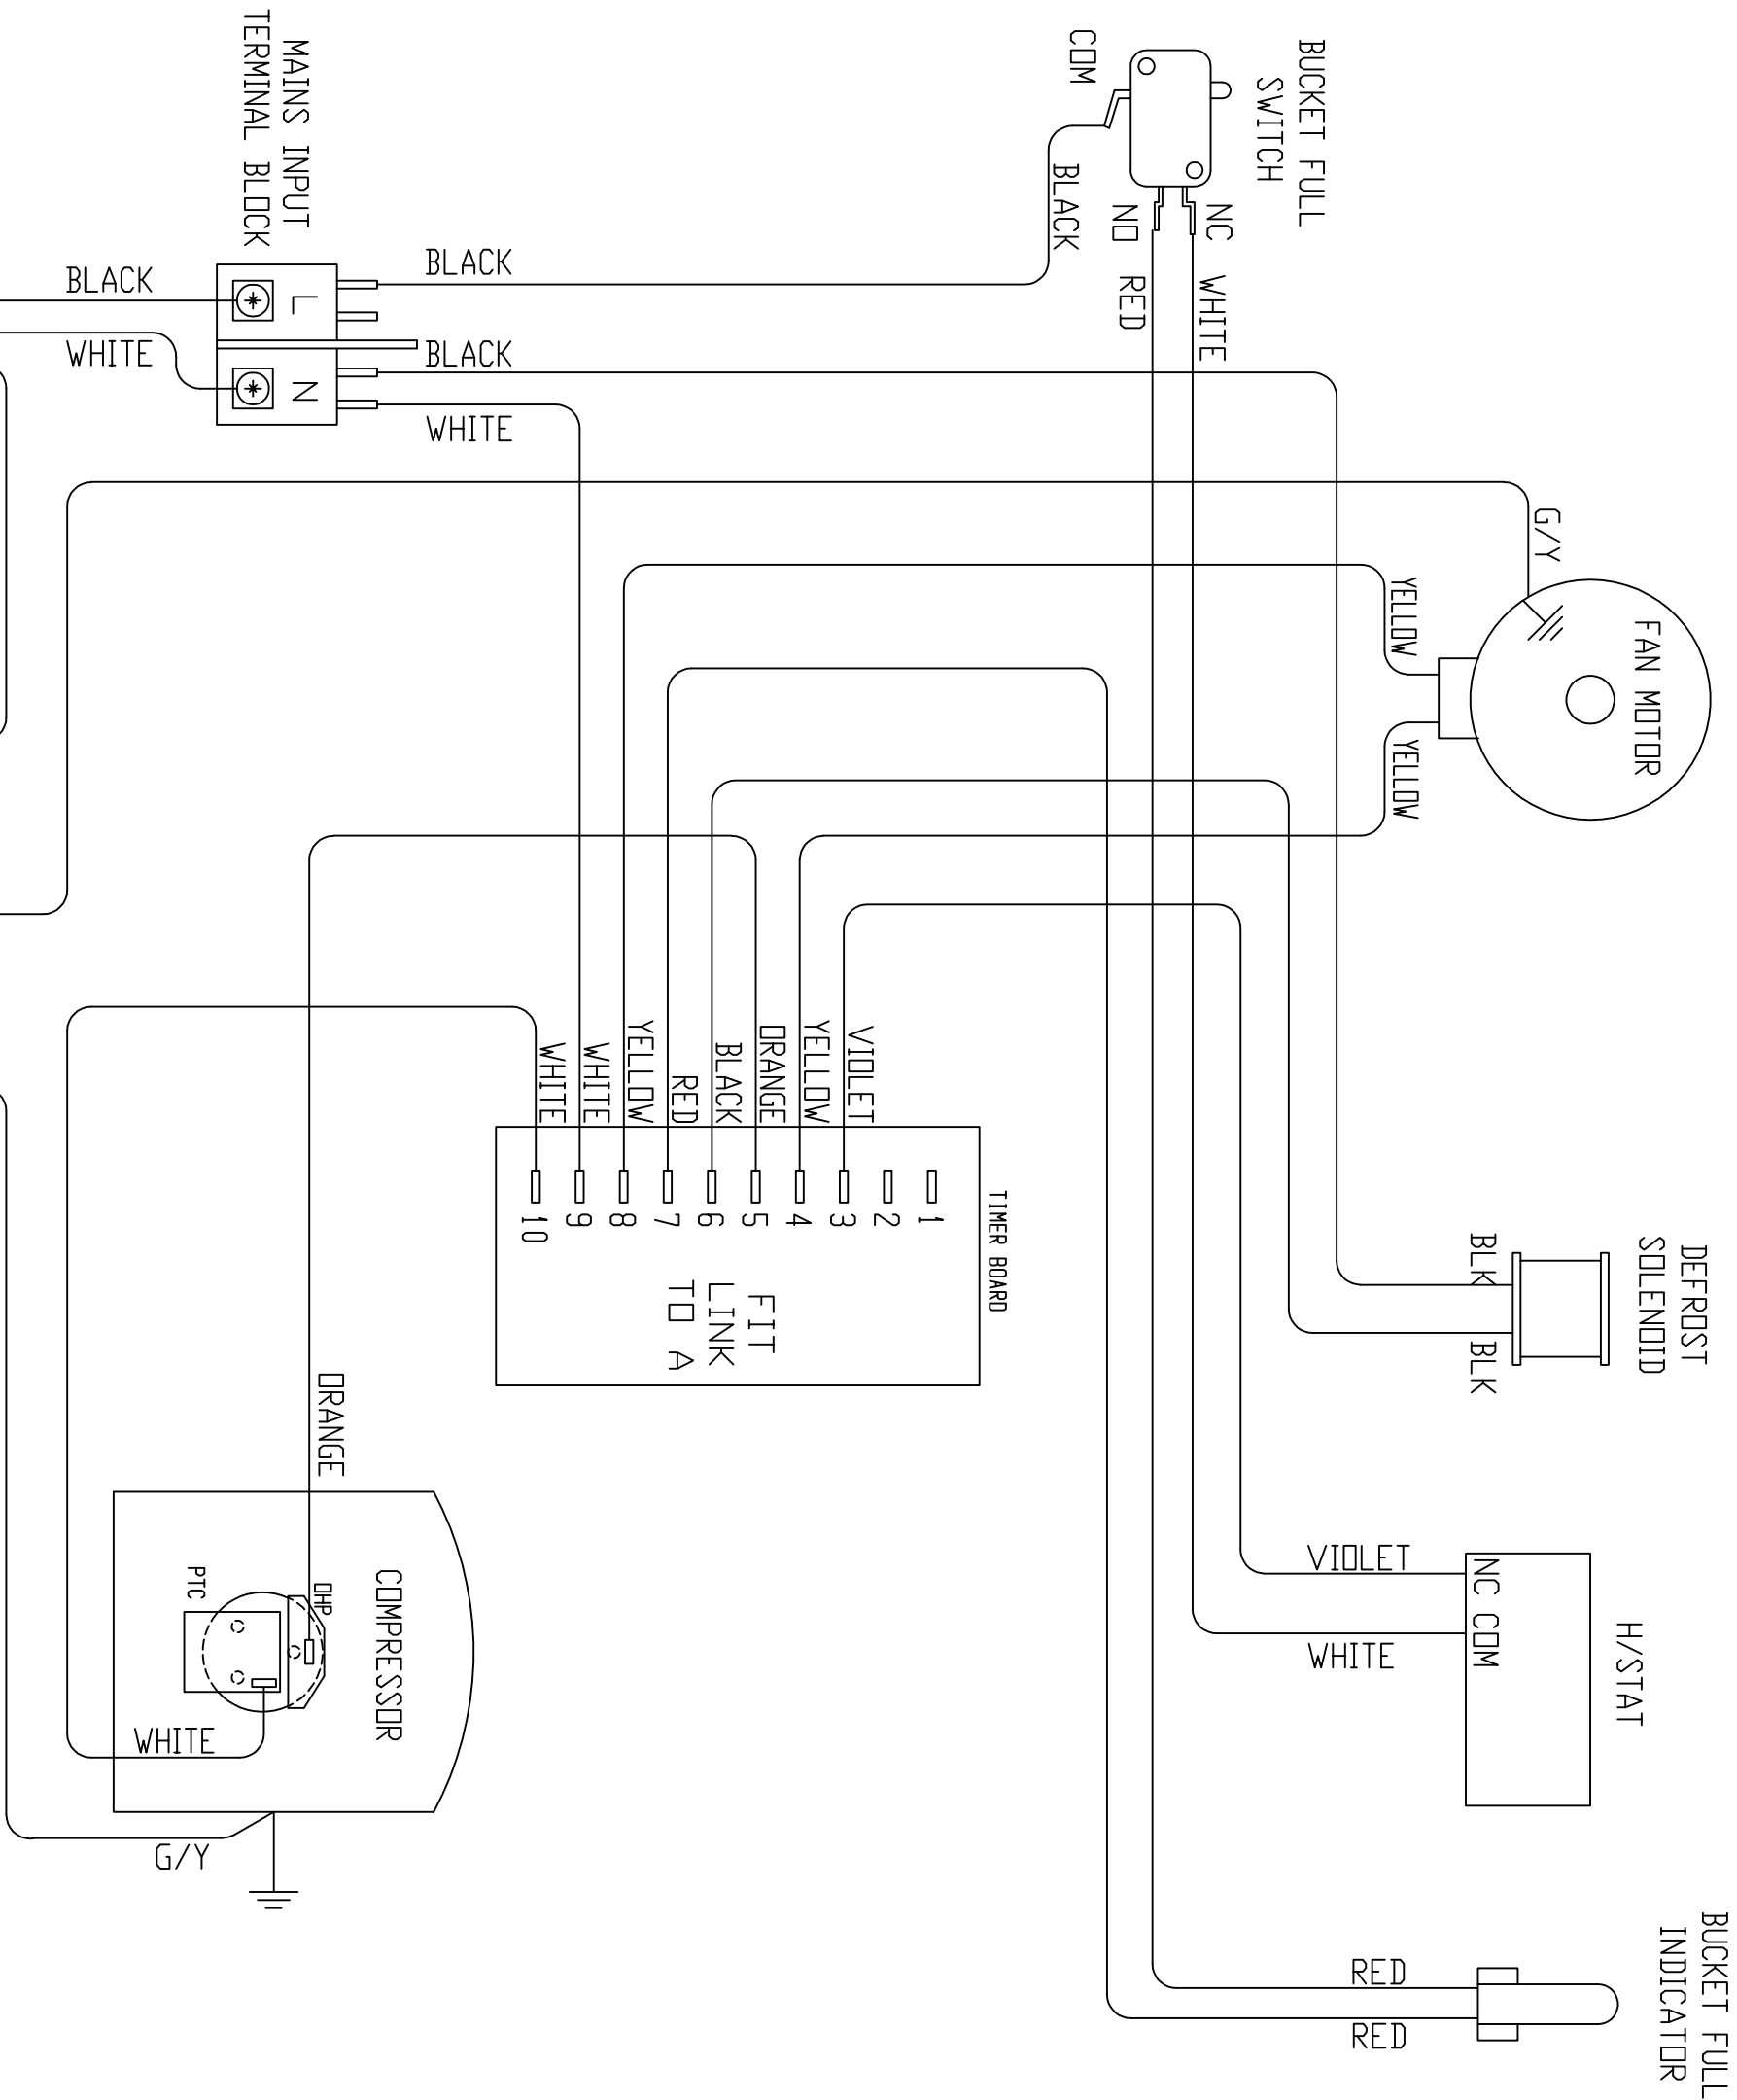 BUCKET FULL
SWITCH
COM
NC
NO
BLACK
RED
WHITE
MAINS INPUT
TERMINAL BLOCK
BLACK
WHITE
L
N
BLACK
BLACK
WHITE
G/Y
FAN MOTOR
YELLOW
YELLOW
VIOLET
YELLOW
ORANGE
BLACK
RED
YELLOW
WHITE
WHITE
TIMER BOARD
1
2
3
4
5
6
7
8
9
10
FIT
LINK
TO A
DEFROST
SOLENOID
BLK
BLK
ORANGE
COMPRESSOR
OHP
PTC
WHITE
G/Y
H/STAT
NC COM
VIOLET
WHITE
BUCKET FULL
INDICATOR
RED
RED